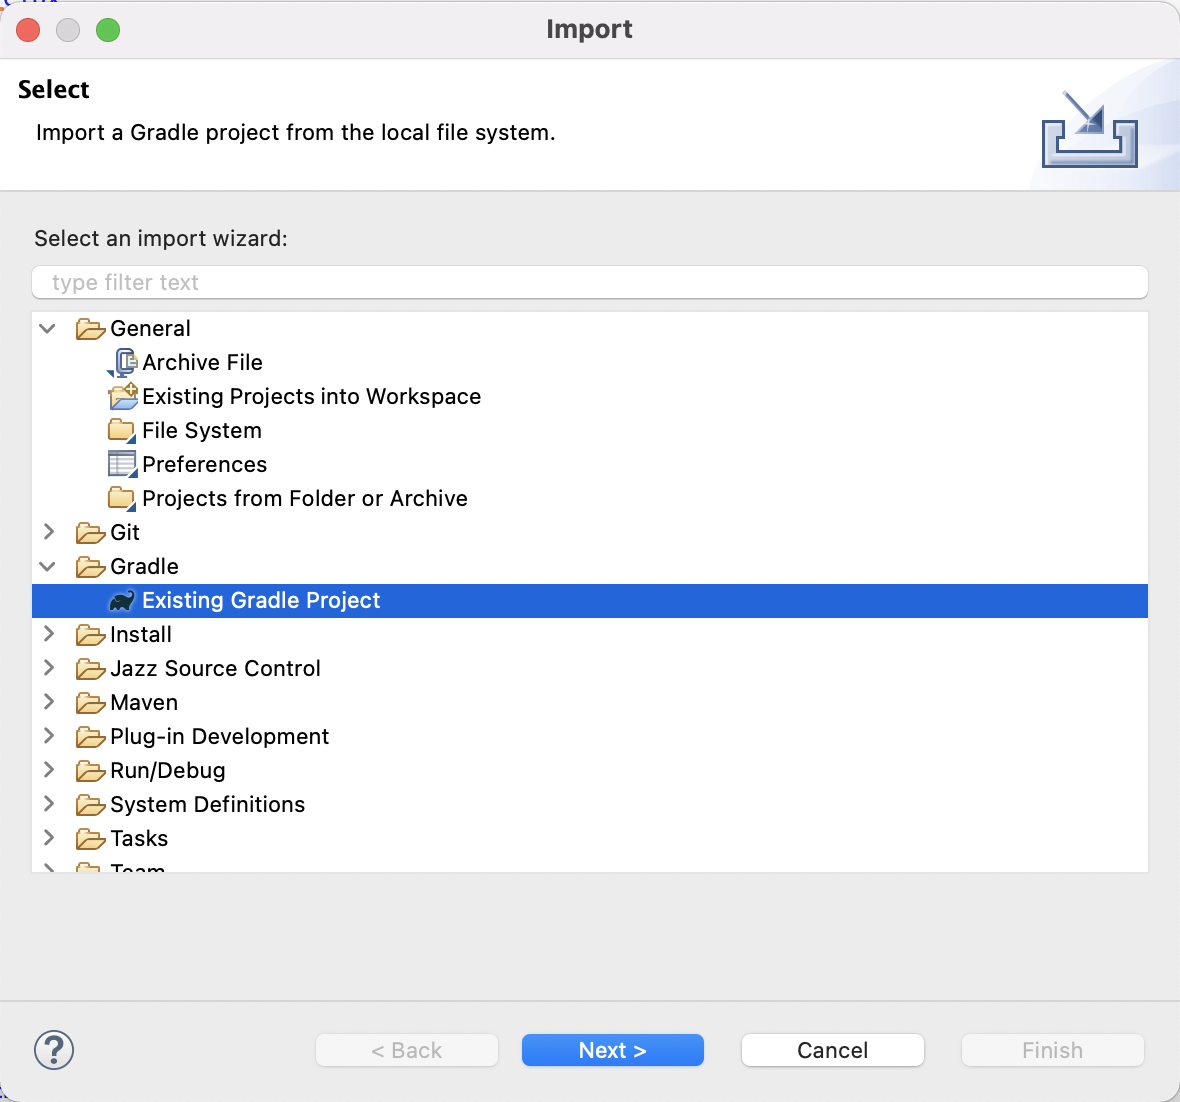 Import
Select
Import a Gradle project from the local file system.
Select an import wizard:
type filter text
General
Archive File
Existing Projects into Workspace
File System
Preferences
Projects from Folder or Archive
Git
Gradle
Existing Gradle Project
Install
Jazz Source Control
Maven
Plug-in Development
Run/Debug
System Definitions
Tasks
Team
?
< Back
Next >
Cancel
Finish